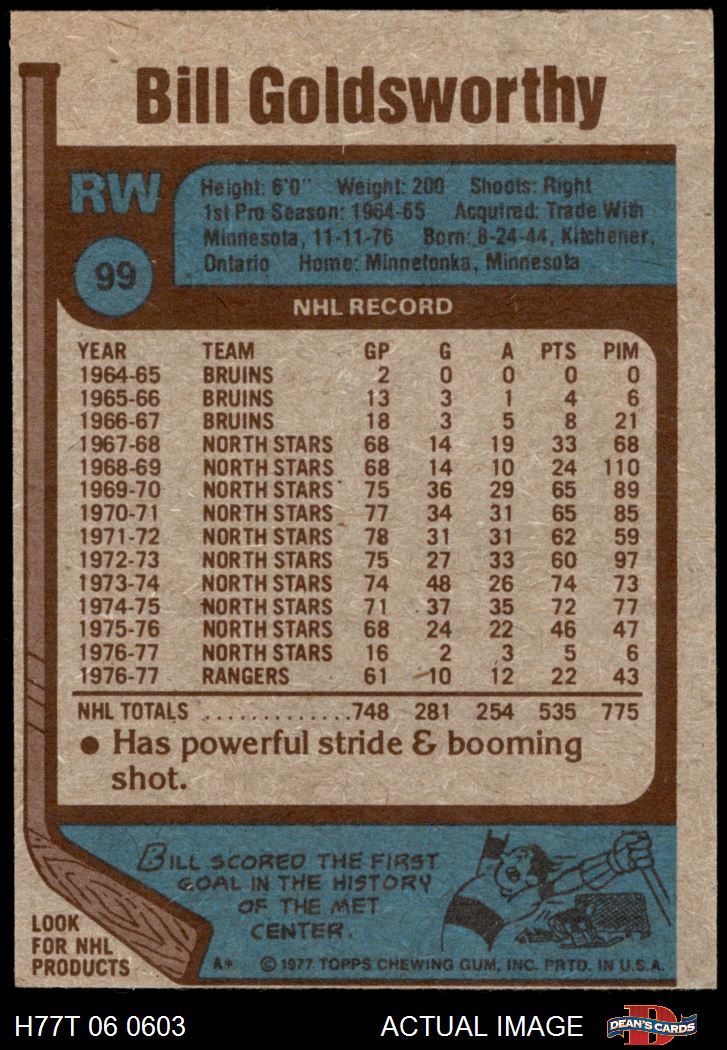 Bill Goldsworthy
RW
Height: 6'0" Weight: 200 Shoots: Right
1st Pro Season: 1964-65 Acquired: Trade With
Minnesota, 11-11-76 Born: 8-24-44, Kitchener,
Ontario Home: Minnetonka, Minnesota
99
NHL RECORD
YEAR TEAM GP G A PTS PIM
1964-65 BRUINS 2 0 0 0 0
1965-66 BRUINS 13 3 1 4 6
1966-67 BRUINS 18 3 5 8 21
1967-68 NORTH STARS 68 14 19 33 68
1968-69 NORTH STARS 68 14 10 24 110
1969-70 NORTH STARS 75 36 29 65 89
1970-71 NORTH STARS 77 34 31 65 85
1971-72 NORTH STARS 78 31 31 62 59
1972-73 NORTH STARS 75 27 33 60 97
1973-74 NORTH STARS 74 48 26 74 73
1974-75 NORTH STARS 71 37 35 72 77
1975-76 NORTH STARS 68 24 22 46 47
1976-77 NORTH STARS 16 2 3 5 6
1976-77 RANGERS 61 10 12 22 43
NHL TOTALS .............748 281 254 535 775
● Has powerful stride & booming
shot.
BILL SCORED THE FIRST
GOAL IN THE HISTORY
OF THE MET
CENTER.
LOOK
FOR NHL
PRODUCTS
A* © 1977 TOPPS CHEWING GUM, INC. PRTD. IN U.S.A.
H77T 06 0603 ACTUAL IMAGE DEAN'S CARDS